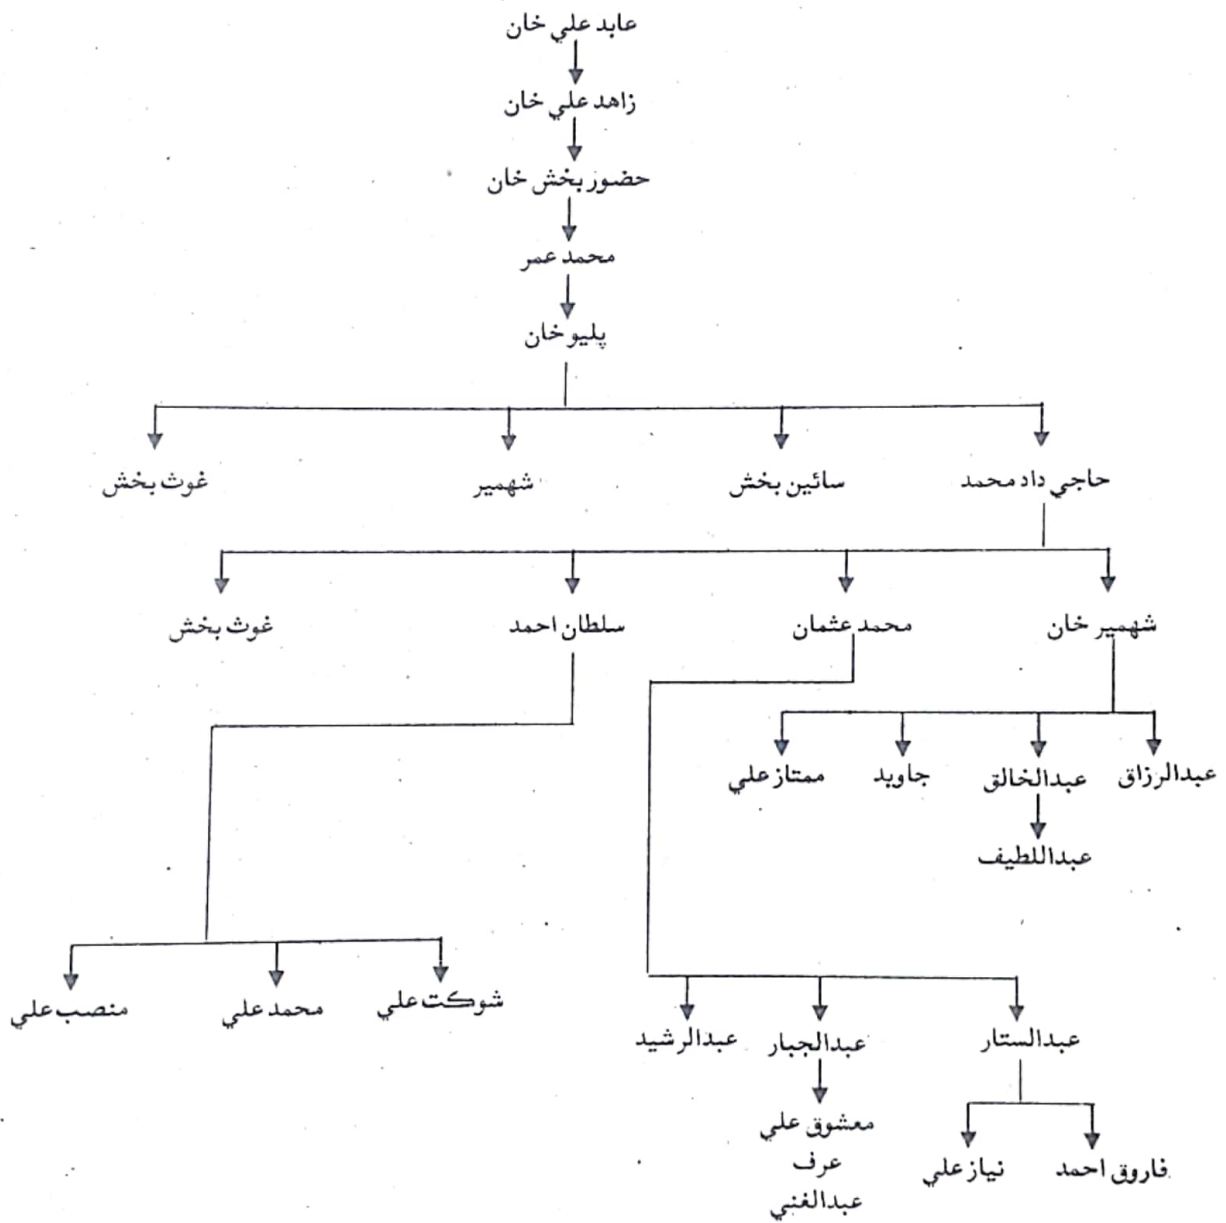 عابد علي خان
زاهد علي خان
حضور بخش خان
محمد عمر
پليو خان
حاجي داد محمد
سائين بخش
شهمير
غوث بخش
شهمير خان
محمد عثمان
سلطان احمد
غوث بخش
عبدالرزاق
عبدالخالق
جاويد
ممتاز علي
عبداللطيف
شوڪت علي
محمد علي
منصب علي
عبدالستار
عبدالجبار
عبدالرشيد
معشوق علي
عرف
عبدالغني
فاروق احمد
نياز علي